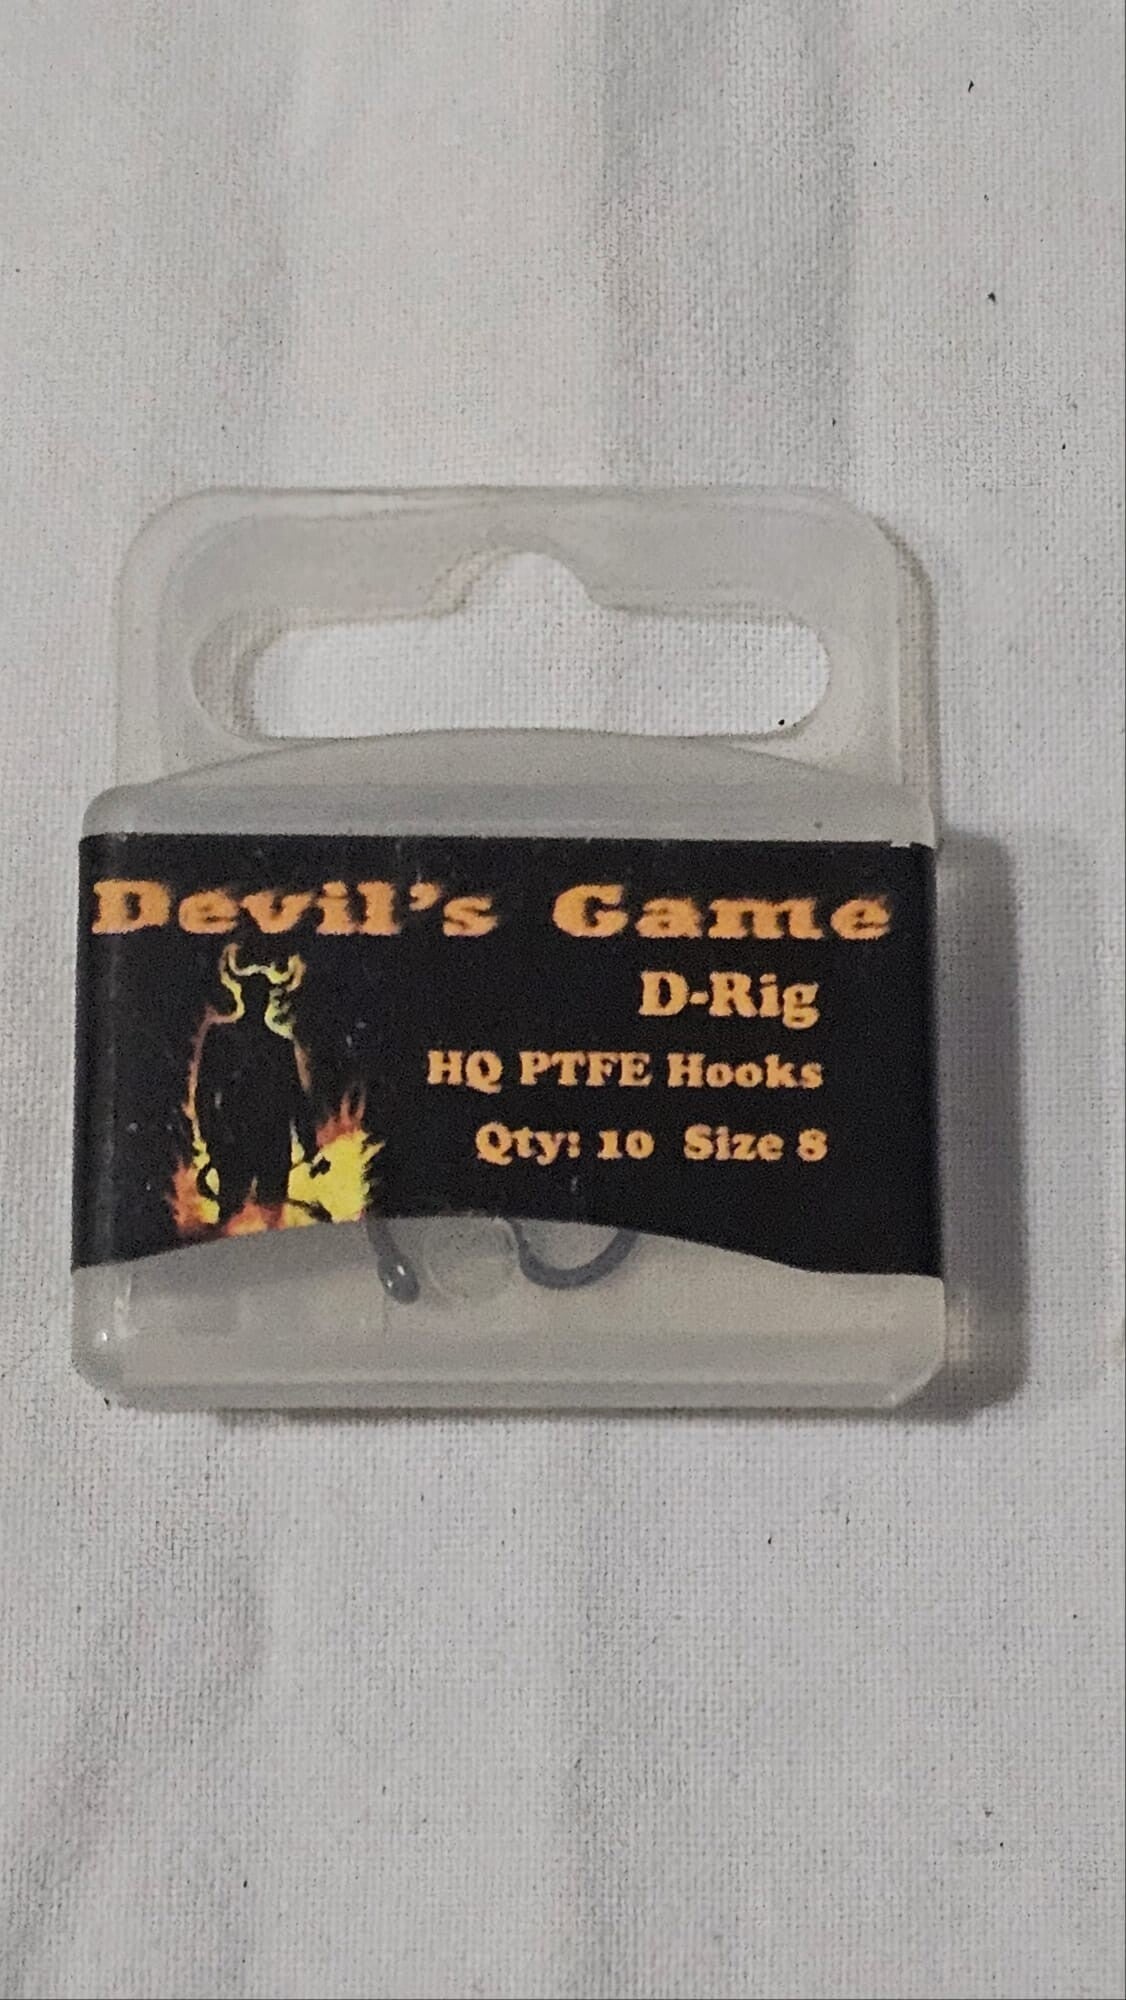 Devil's Game
D-Rig
HQ PTFE Hooks
Qty: 10 Size 8